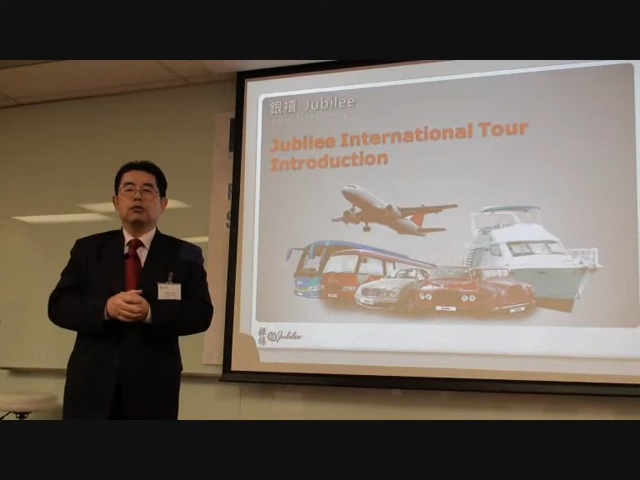 銀禧 Jubilee
Jubilee International Tour
Introduction
銀禧 Jubilee